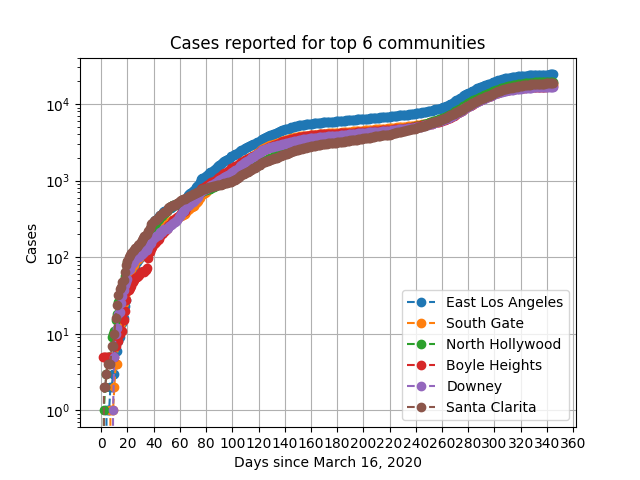 Cases reported for top 6 communities
Cases
10⁴
10³
10²
10¹
10⁰
East Los Angeles
South Gate
North Hollywood
Boyle Heights
Downey
Santa Clarita
0 20 40 60 80 100 120 140 160 180 200 220 240 260 280 300 320 340 360
Days since March 16, 2020